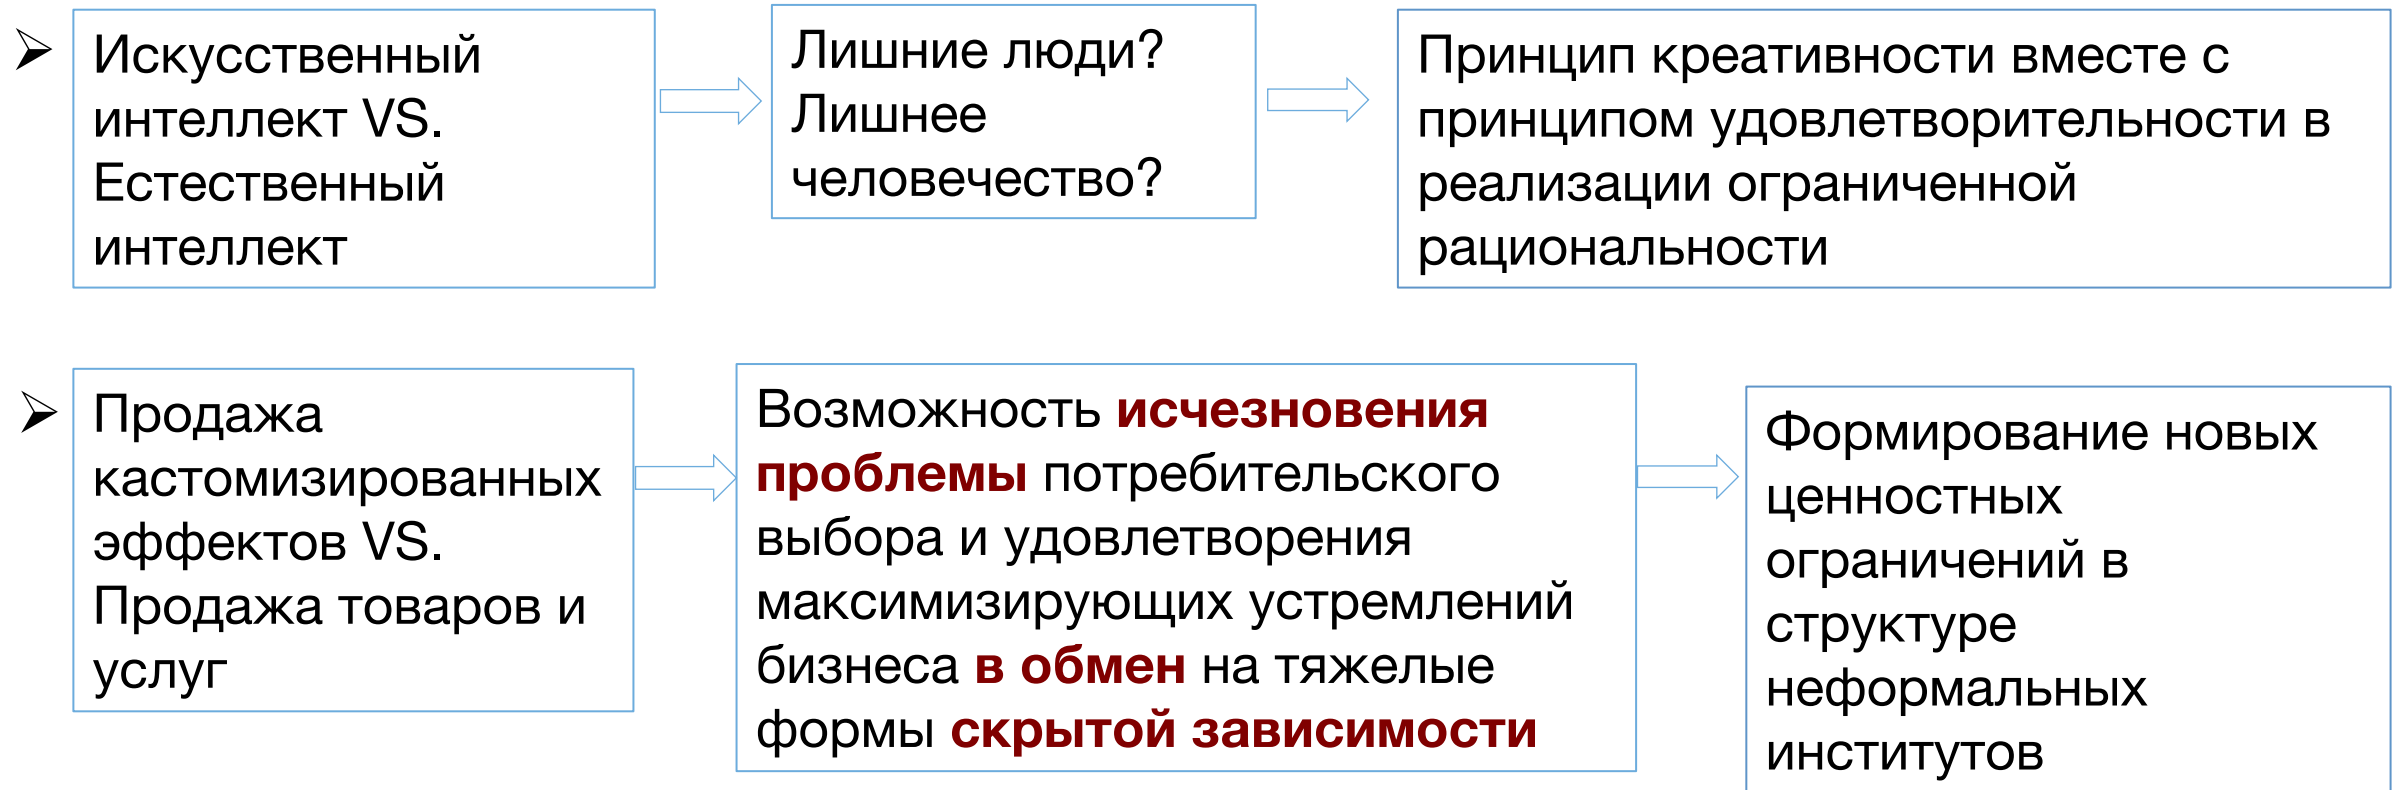 Искусственный
интеллект VS.
Естественный
интеллект
Лишние люди?
Лишнее
человечество?
Принцип креативности вместе с
принципом удовлетворительности в
реализации ограниченной
рациональности
Продажа
кастомизированных
эффектов VS.
Продажа товаров и
услуг
Возможность исчезновения
проблемы потребительского
выбора и удовлетворения
максимизирующих устремлений
бизнеса в обмен на тяжелые
формы скрытой зависимости
Формирование новых
ценностных
ограничений в
структуре
неформальных
институтов